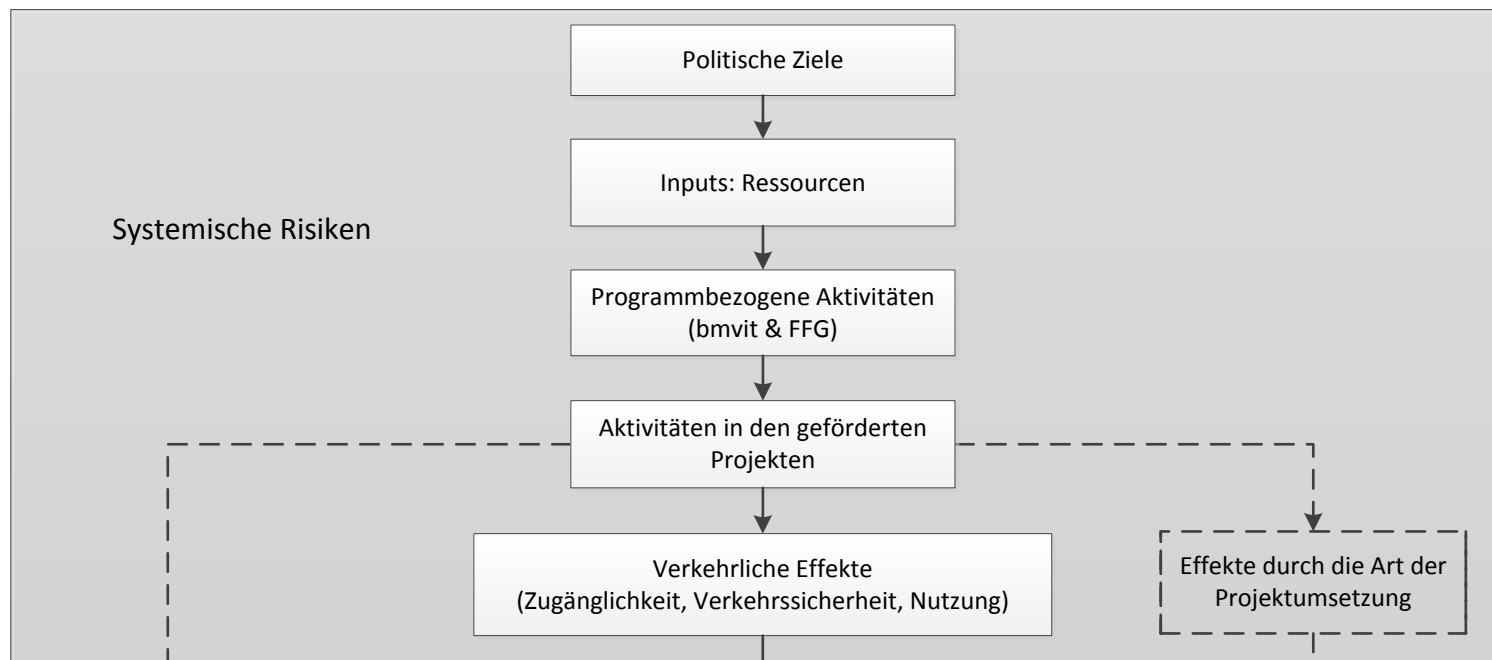 Politische Ziele
Inputs: Ressourcen
Systemische Risiken
Programmbezogene Aktivitäten
(bmvit & FFG)
Aktivitäten in den geförderten
Projekten
Verkehrliche Effekte
(Zugänglichkeit, Verkehrssicherheit, Nutzung)
Effekte durch die Art der
Projektumsetzung